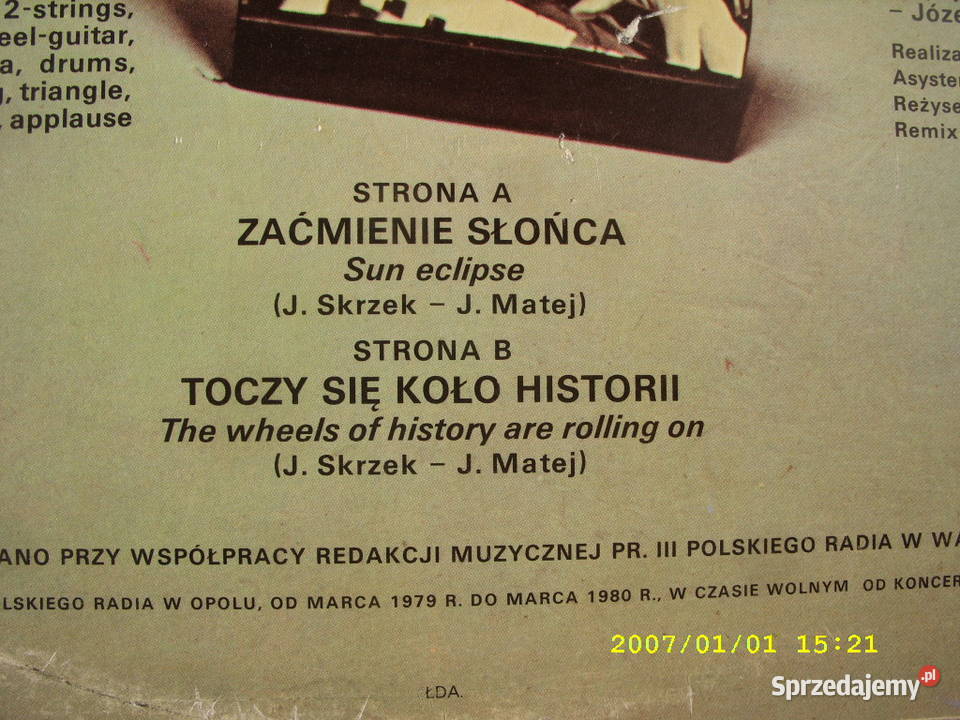 2-strings,
eel-guitar,
a, drums,
g, triangle,
, applause
– Józe
Realiza
Asyste
Reżyse
Remix
STRONA A
ZAĆMIENIE SŁOŃCA
Sun eclipse
(J. Skrzek – J. Matej)
STRONA B
TOCZY SIĘ KOŁO HISTORII
The wheels of history are rolling on
(J. Skrzek – J. Matej)
ANO PRZY WSPÓŁPRACY REDAKCJI MUZYCZNEJ PR. III POLSKIEGO RADIA W WA
LSKIEGO RADIA W OPOLU, OD MARCA 1979 R. DO MARCA 1980 R., W CZASIE WOLNYM OD KONCER
2007/01/01 15:21
ŁDA.
Sprzedajemy.pl